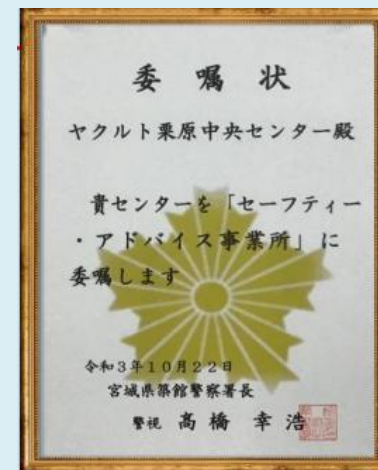 委嘱状
ヤクルト栗原中央センター殿
貴センターを「セーフティー
・アドバイス事業所」に
委嘱します
令和3年10月22日
宮城県築館警察署長
警視 高橋幸浩